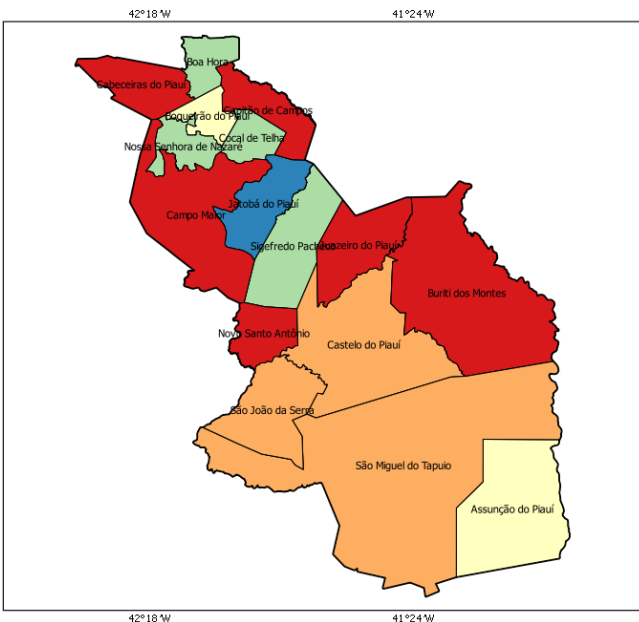 42°18'W 41°24'W
Boa Hora
Cabeceiras do Piauí
Capitão de Campos
Boqueirão do Piauí
Cocal de Telha
Nossa Senhora de Nazaré
Jatobá do Piauí
Campo Maior
Sigefredo Pacheco
Juazeiro do Piauí
Buriti dos Montes
Novo Santo Antônio
Castelo do Piauí
São João da Serra
São Miguel do Tapuio
Assunção do Piauí
42°18'W 41°24'W